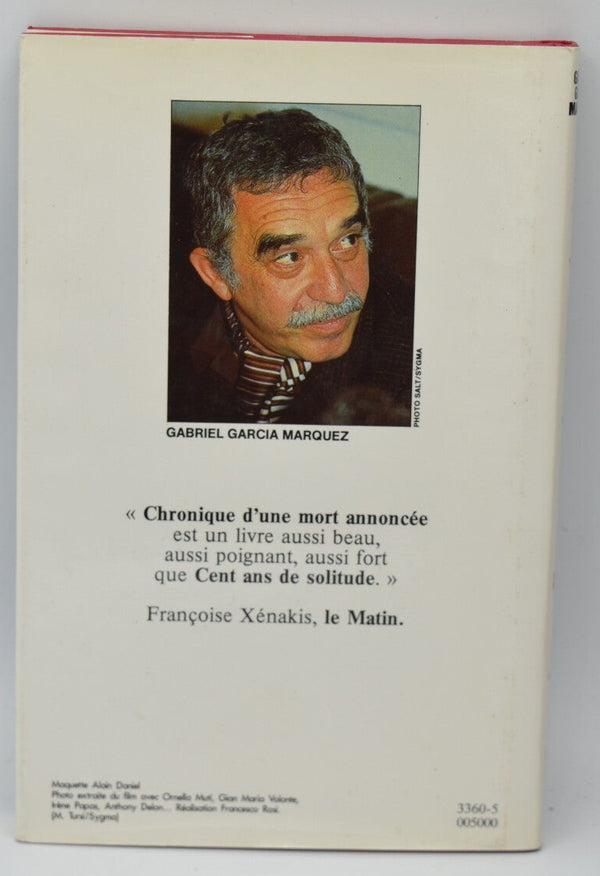 PHOTO SALT/SYGMA
GABRIEL GARCIA MARQUEZ
« Chronique d'une mort annoncée
est un livre aussi beau,
aussi poignant, aussi fort
que Cent ans de solitude. »
Françoise Xénakis, le Matin.
Maquette Alain Daniel
Photo extraite du film avec Ornella Muti, Gian Maria Volonte,
Irène Papas, Anthony Delon... Réalisation Francesco Rosi.
(M. Tursi/Sygma)
3360-5
005000